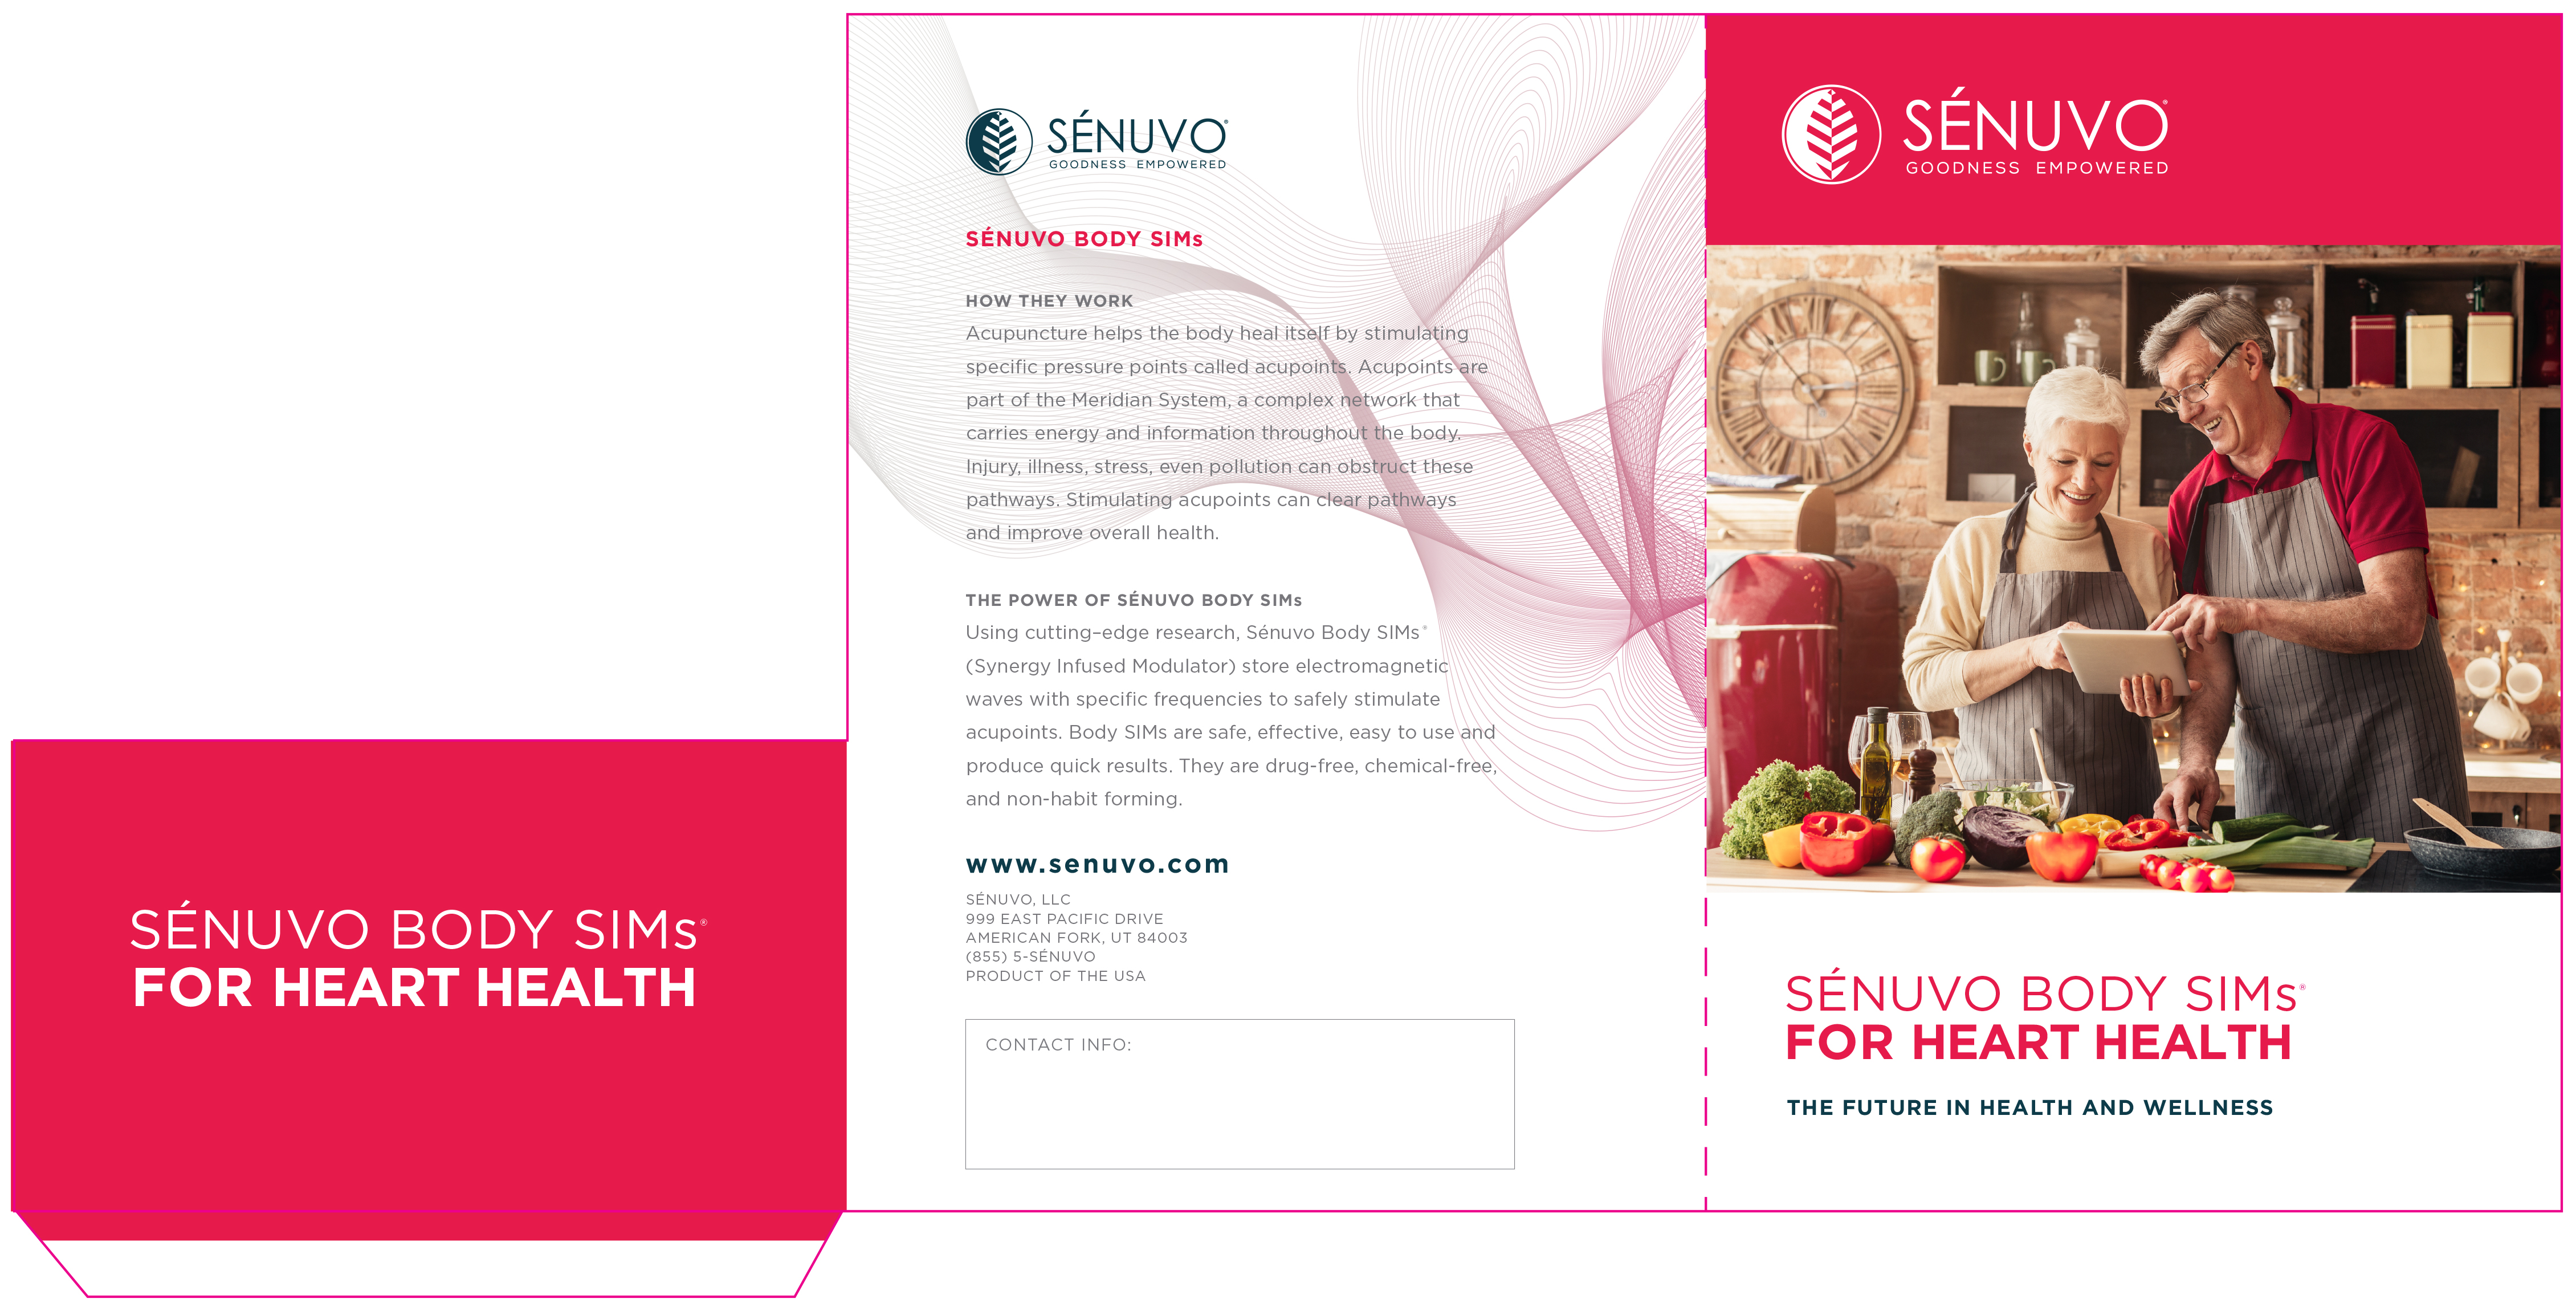 SÉNUVO BODY SIMs®
FOR HEART HEALTH
SÉNUVO®
GOODNESS EMPOWERED
SÉNUVO BODY SIMs
HOW THEY WORK
Acupuncture helps the body heal itself by stimulating
specific pressure points called acupoints. Acupoints are
part of the Meridian System, a complex network that
carries energy and information throughout the body.
Injury, illness, stress, even pollution can obstruct these
pathways. Stimulating acupoints can clear pathways
and improve overall health.
THE POWER OF SÉNUVO BODY SIMs
Using cutting–edge research, Sénuvo Body SIMs®
(Synergy Infused Modulator) store electromagnetic
waves with specific frequencies to safely stimulate
acupoints. Body SIMs are safe, effective, easy to use and
produce quick results. They are drug-free, chemical-free,
and non-habit forming.
www.senuvo.com
SÉNUVO, LLC
999 EAST PACIFIC DRIVE
AMERICAN FORK, UT 84003
(855) 5-SÉNUVO
PRODUCT OF THE USA
CONTACT INFO:
SÉNUVO®
GOODNESS EMPOWERED
SÉNUVO BODY SIMs®
FOR HEART HEALTH
THE FUTURE IN HEALTH AND WELLNESS